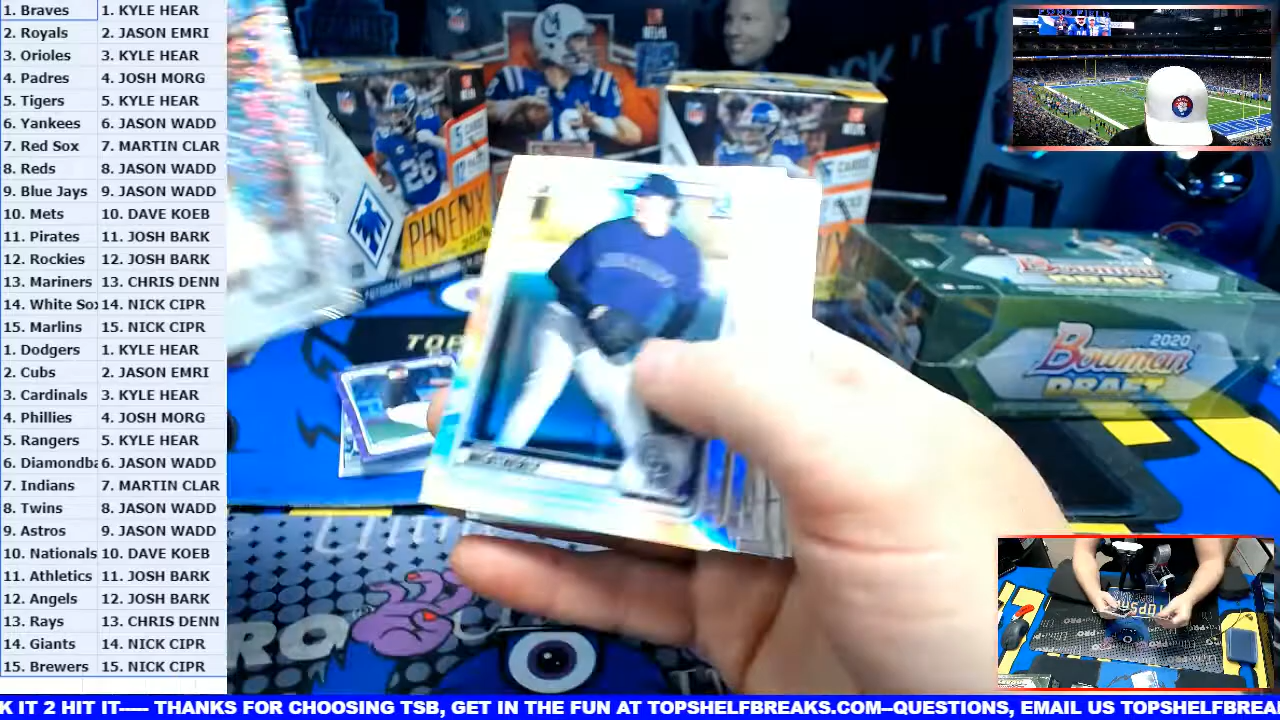 1. Braves 1. KYLE HEAR
2. Royals 2. JASON EMRI
3. Orioles 3. KYLE HEAR
4. Padres 4. JOSH MORG
5. Tigers 5. KYLE HEAR
6. Yankees 6. JASON WADD
7. Red Sox 7. MARTIN CLAR
8. Reds 8. JASON WADD
9. Blue Jays 9. JASON WADD
10. Mets 10. DAVE KOEB
11. Pirates 11. JOSH BARK
12. Rockies 12. JOSH BARK
13. Mariners 13. CHRIS DENN
14. White Sox 14. NICK CIPR
15. Marlins 15. NICK CIPR
1. Dodgers 1. KYLE HEAR
2. Cubs 2. JASON EMRI
3. Cardinals 3. KYLE HEAR
4. Phillies 4. JOSH MORG
5. Rangers 5. KYLE HEAR
6. Diamondba 6. JASON WADD
7. Indians 7. MARTIN CLAR
8. Twins 8. JASON WADD
9. Astros 9. JASON WADD
10. Nationals 10. DAVE KOEB
11. Athletics 11. JOSH BARK
12. Angels 12. JOSH BARK
13. Rays 13. CHRIS DENN
14. Giants 14. NICK CIPR
15. Brewers 15. NICK CIPR
PHOENIX
26
18
TOP
Bowman
DRAFT
2020
Bowman
DRAFT
PRO
K IT 2 HIT IT---- THANKS FOR CHOOSING TSB, GET IN THE FUN AT TOPSHELFBREAKS.COM--QUESTIONS, EMAIL US TOPSHELFBREAKS